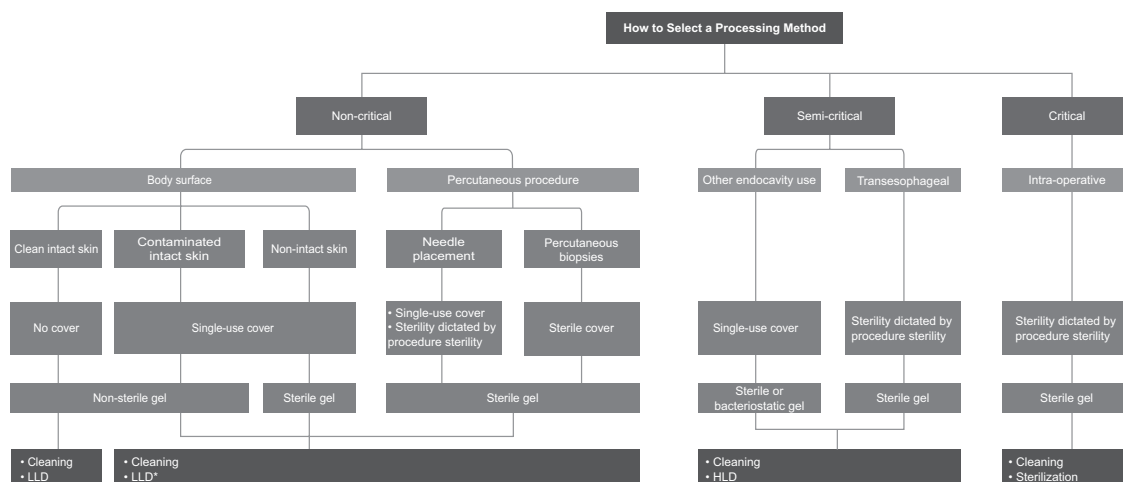 How to Select a Processing Method
Non-critical
Semi-critical
Critical
Body surface
Percutaneous procedure
Other endocavity use
Transesophageal
Intra-operative
Clean intact skin
Contaminated
intact skin
Non-intact skin
Needle
placement
Percutaneous
biopsies
No cover
Single-use cover
• Single-use cover
• Sterility dictated by
procedure sterility
Sterile cover
Single-use cover
Sterility dictated by
procedure sterility
Sterility dictated by
procedure sterility
Non-sterile gel
Sterile gel
Sterile gel
Sterile or
bacteriostatic gel
Sterile gel
Sterile gel
• Cleaning
• LLD
• Cleaning
• LLD*
• Cleaning
• HLD
• Cleaning
• Sterilization